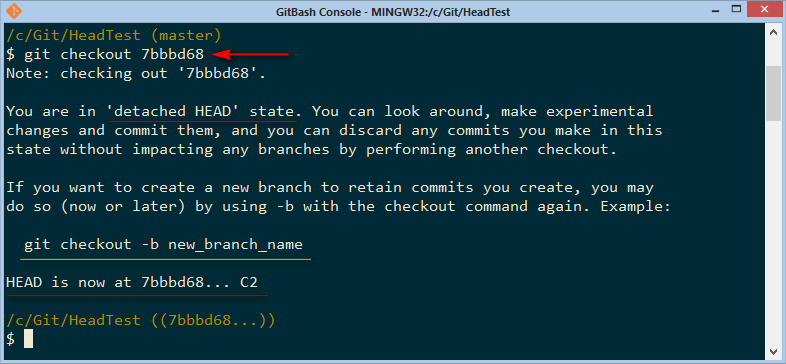 GitBash Console - MINGW32:/c/Git/HeadTest
/c/Git/HeadTest (master)
$ git checkout 7bbbd68
Note: checking out '7bbbd68'.
You are in 'detached HEAD' state. You can look around, make experimental
changes and commit them, and you can discard any commits you make in this
state without impacting any branches by performing another checkout.
If you want to create a new branch to retain commits you create, you may
do so (now or later) by using -b with the checkout command again. Example:
git checkout -b new_branch_name
HEAD is now at 7bbbd68... C2
/c/Git/HeadTest ((7bbbd68...))
$